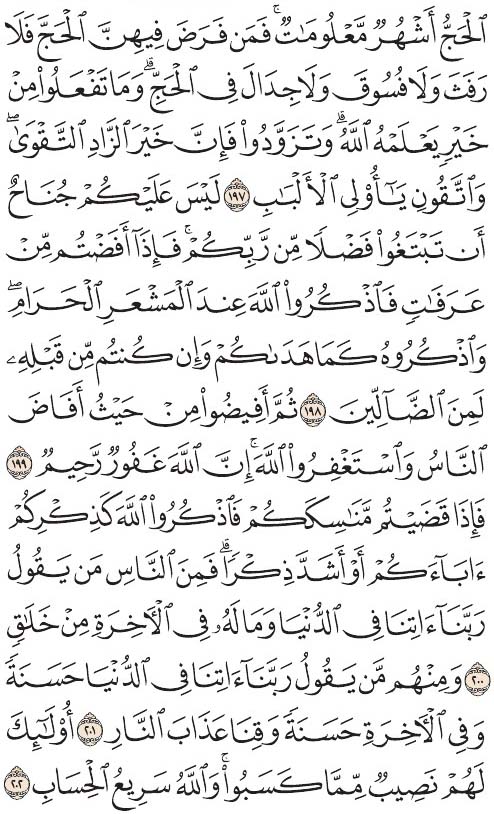 ٱلْحَجُّ أَشْهُرٌ مَّعْلُومَٰتٌ ۚ فَمَن فَرَضَ فِيهِنَّ ٱلْحَجَّ فَلَا
رَفَثَ وَلَا فُسُوقَ وَلَا جِدَالَ فِى ٱلْحَجِّ ۗ وَمَا تَفْعَلُوا۟ مِنْ
خَيْرٍ يَعْلَمْهُ ٱللَّهُ ۗ وَتَزَوَّدُوا۟ فَإِنَّ خَيْرَ ٱلزَّادِ ٱلتَّقْوَىٰ ۖ
وَٱتَّقُونِ يَٰٓأُو۟لِى ٱلْأَلْبَٰبِ ١٩٧ لَيْسَ عَلَيْكُمْ جُنَاحٌ
أَن تَبْتَغُوا۟ فَضْلًا مِّن رَّبِّكُمْ ۚ فَإِذَآ أَفَضْتُم مِّنْ
عَرَفَٰتٍ فَٱذْكُرُوا۟ ٱللَّهَ عِندَ ٱلْمَشْعَرِ ٱلْحَرَامِ ۖ
وَٱذْكُرُوهُ كَمَا هَدَىٰكُمْ وَإِن كُنتُم مِّن قَبْلِهِۦ
لَمِنَ ٱلضَّآلِّينَ ١٩٨ ثُمَّ أَفِيضُوا۟ مِنْ حَيْثُ أَفَاضَ
ٱلنَّاسُ وَٱسْتَغْفِرُوا۟ ٱللَّهَ ۚ إِنَّ ٱللَّهَ غَفُورٌ رَّحِيمٌ ١٩٩
فَإِذَا قَضَيْتُم مَّنَٰسِكَكُمْ فَٱذْكُرُوا۟ ٱللَّهَ كَذِكْرِكُمْ
ءَابَآءَكُمْ أَوْ أَشَدَّ ذِكْرًا ۗ فَمِنَ ٱلنَّاسِ مَن يَقُولُ
رَبَّنَآ ءَاتِنَا فِى ٱلدُّنْيَا وَمَا لَهُۥ فِى ٱلْءَاخِرَةِ مِنْ خَلَٰقٍ
٢٠٠ وَمِنْهُم مَّن يَقُولُ رَبَّنَآ ءَاتِنَا فِى ٱلدُّنْيَا حَسَنَةً
وَفِى ٱلْءَاخِرَةِ حَسَنَةً وَقِنَا عَذَابَ ٱلنَّارِ ٢٠١ أُو۟لَٰٓئِكَ
لَهُمْ نَصِيبٌ مِّمَّا كَسَبُوا۟ ۚ وَٱللَّهُ سَرِيعُ ٱلْحِسَابِ ٢٠٢